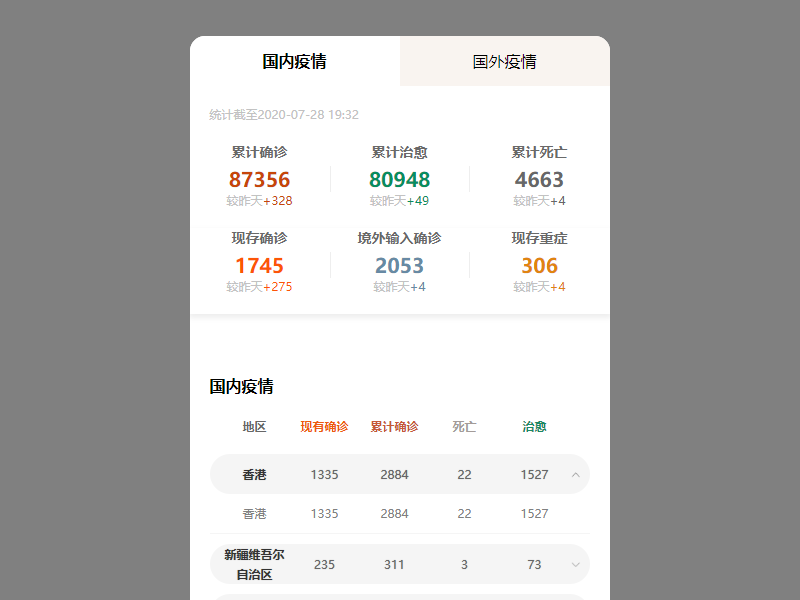 国内疫情 国外疫情
统计截至2020-07-28 19:32
累计确诊 累计治愈 累计死亡
87356 80948 4663
较昨天+328 较昨天+49 较昨天+4
现存确诊 境外输入确诊 现存重症
1745 2053 306
较昨天+275 较昨天+4 较昨天+4
国内疫情
地区 现有确诊 累计确诊 死亡 治愈
香港 1335 2884 22 1527
香港 1335 2884 22 1527
新疆维吾尔
自治区 235 311 3 73